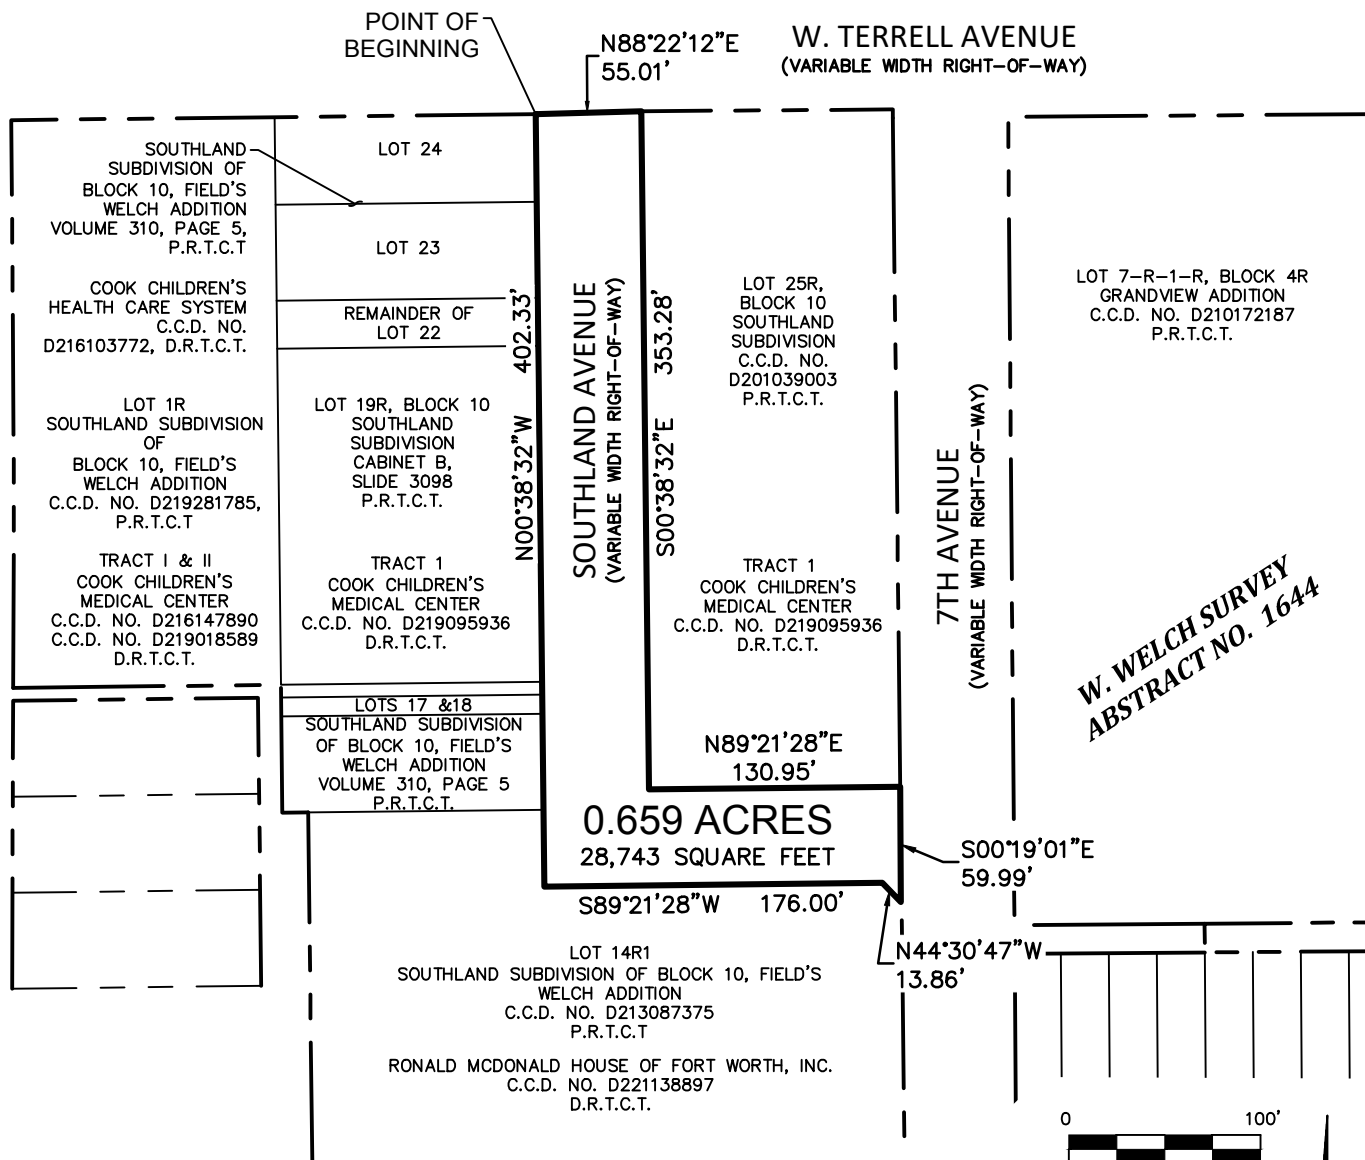 POINT OF
BEGINNING
N88°22'12"E
55.01'
W. TERRELL AVENUE
(VARIABLE WIDTH RIGHT-OF-WAY)
SOUTHLAND
SUBDIVISION OF
BLOCK 10, FIELD'S
WELCH ADDITION
VOLUME 310, PAGE 5,
P.R.T.C.T
COOK CHILDREN'S
HEALTH CARE SYSTEM
C.C.D. NO.
D216103772, D.R.T.C.T.
LOT 1R
SOUTHLAND SUBDIVISION
OF
BLOCK 10, FIELD'S
WELCH ADDITION
C.C.D. NO. D219281785,
P.R.T.C.T
TRACT I & II
COOK CHILDREN'S
MEDICAL CENTER
C.C.D. NO. D216147890
C.C.D. NO. D219018589
D.R.T.C.T.
LOT 24
LOT 23
REMAINDER OF
LOT 22
LOT 19R, BLOCK 10
SOUTHLAND
SUBDIVISION
CABINET B,
SLIDE 3098
P.R.T.C.T.
TRACT 1
COOK CHILDREN'S
MEDICAL CENTER
C.C.D. NO. D219095936
D.R.T.C.T.
LOTS 17 &18
SOUTHLAND SUBDIVISION
OF BLOCK 10, FIELD'S
WELCH ADDITION
VOLUME 310, PAGE 5
P.R.T.C.T.
N00°38'32"W 402.33'
SOUTHLAND AVENUE
(VARIABLE WIDTH RIGHT-OF-WAY)
S00°38'32"E 353.28'
LOT 25R,
BLOCK 10
SOUTHLAND
SUBDIVISION
C.C.D. NO.
D201039003
P.R.T.C.T.
TRACT 1
COOK CHILDREN'S
MEDICAL CENTER
C.C.D. NO. D219095936
D.R.T.C.T.
N89°21'28"E
130.95'
7TH AVENUE
(VARIABLE WIDTH RIGHT-OF-WAY)
LOT 7-R-1-R, BLOCK 4R
GRANDVIEW ADDITION
C.C.D. NO. D210172187
P.R.T.C.T.
W. WELCH SURVEY
ABSTRACT NO. 1644
0.659 ACRES
28,743 SQUARE FEET
S00°19'01"E
59.99'
S89°21'28"W 176.00'
N44°30'47"W
13.86'
LOT 14R1
SOUTHLAND SUBDIVISION OF BLOCK 10, FIELD'S
WELCH ADDITION
C.C.D. NO. D213087375
P.R.T.C.T
RONALD MCDONALD HOUSE OF FORT WORTH, INC.
C.C.D. NO. D221138897
D.R.T.C.T.
0 100'